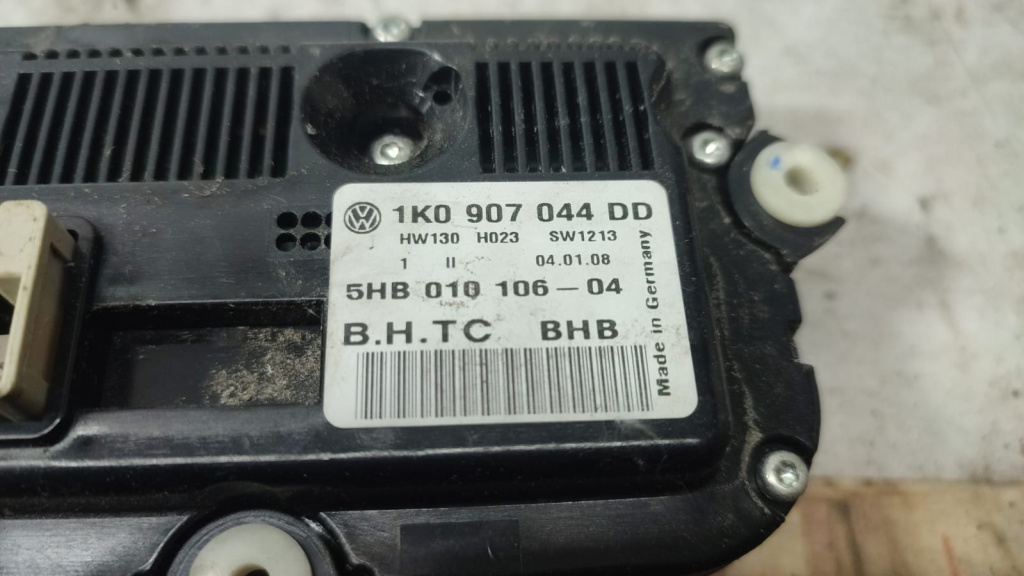 1K0 907 044 DD
HW130 H023 SW1213
1 II 04.01.08
5HB 010 106-04
B.H.TC BHB
Made in Germany